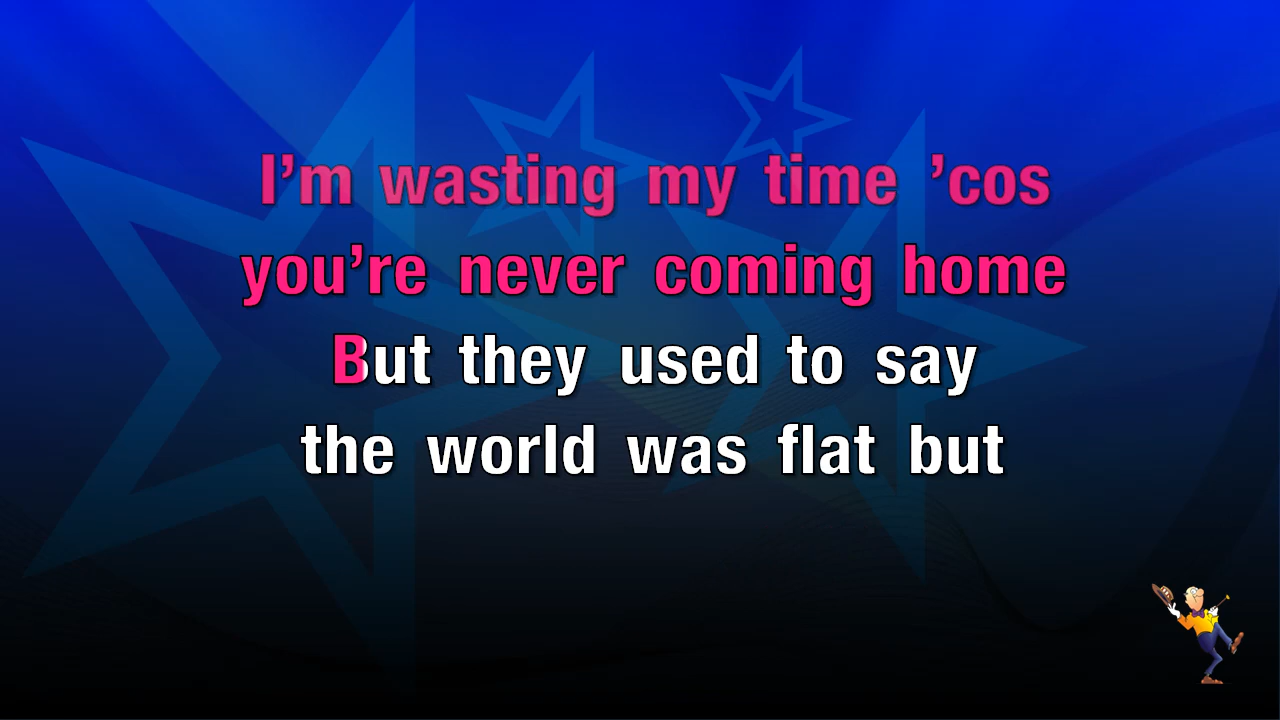 I’m wasting my time ’cos
you’re never coming home
But they used to say
the world was flat but